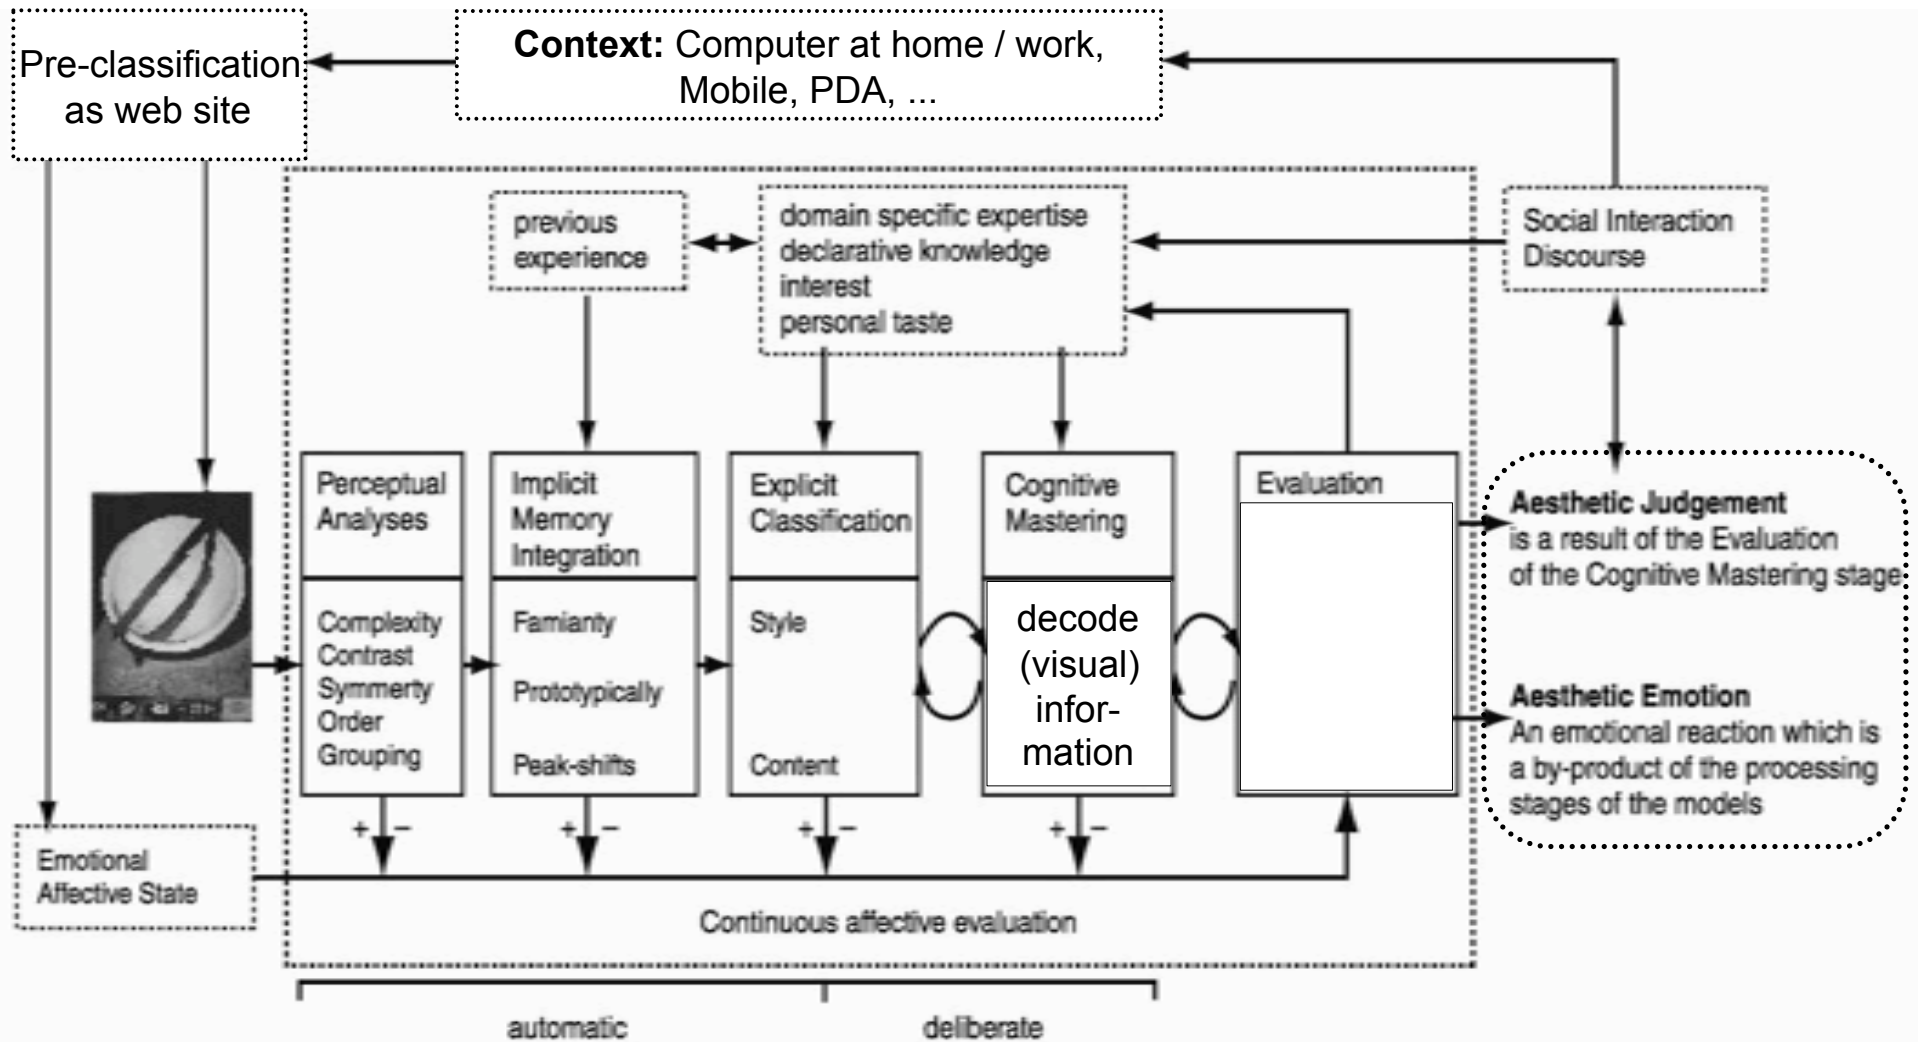 Pre-classification
as web site
Context: Computer at home / work,
Mobile, PDA, ...
previous
experience
domain specific expertise
declarative knowledge
interest
personal taste
Social Interaction
Discourse
Perceptual
Analyses
Complexity
Contrast
Symmerty
Order
Grouping
Implicit
Memory
Integration
Famianty
Prototypically
Peak-shifts
Explicit
Classification
Style
Content
Cognitive
Mastering
decode
(visual)
infor-
mation
Evaluation
Aesthetic Judgement
is a result of the Evaluation
of the Cognitive Mastering stage
Aesthetic Emotion
An emotional reaction which is
a by-product of the processing
stages of the models
+ −
+ −
+ −
+ −
Emotional
Affective State
Continuous affective evaluation
automatic
deliberate